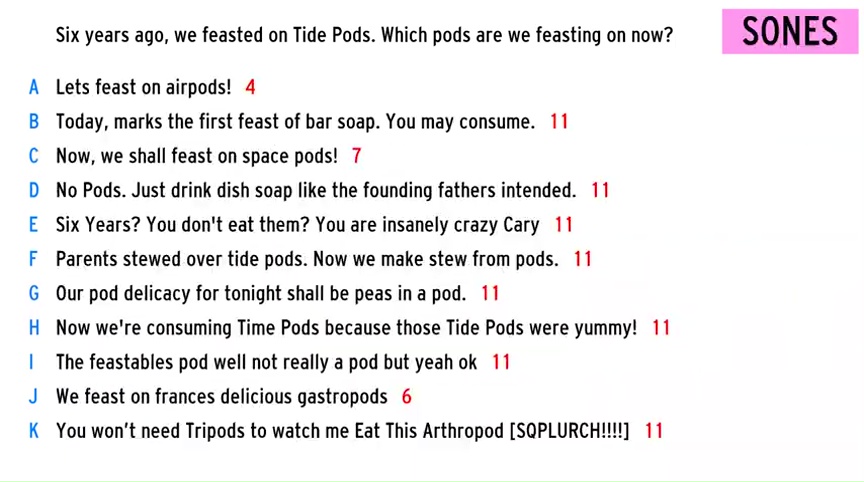 Six years ago, we feasted on Tide Pods. Which pods are we feasting on now?
SONES
A Lets feast on airpods! 4
B Today, marks the first feast of bar soap. You may consume. 11
C Now, we shall feast on space pods! 7
D No Pods. Just drink dish soap like the founding fathers intended. 11
E Six Years? You don't eat them? You are insanely crazy Cary 11
F Parents stewed over tide pods. Now we make stew from pods. 11
G Our pod delicacy for tonight shall be peas in a pod. 11
H Now we're consuming Time Pods because those Tide Pods were yummy! 11
I The feastables pod well not really a pod but yeah ok 11
J We feast on frances delicious gastropods 6
K You won’t need Tripods to watch me Eat This Arthropod [SQPLURCH!!!!] 11